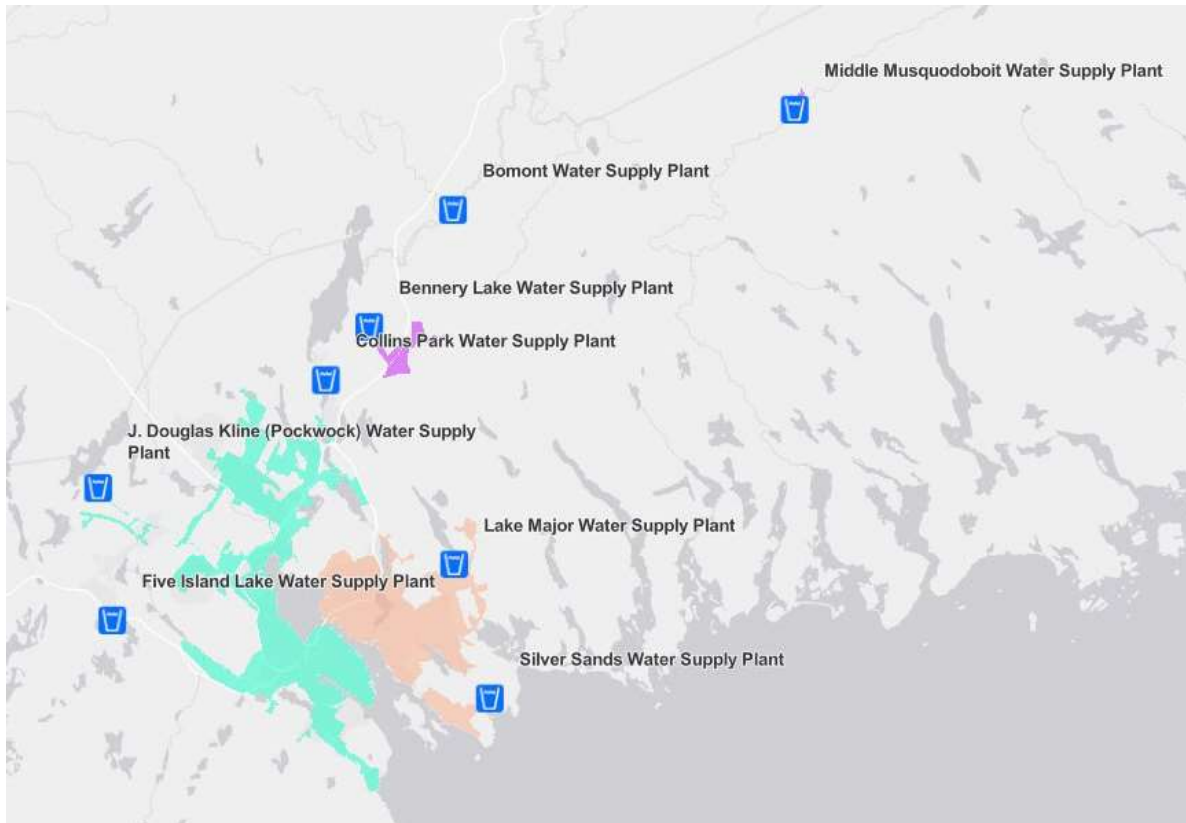 Middle Musquodoboit Water Supply Plant
Bomont Water Supply Plant
Bennery Lake Water Supply Plant
Collins Park Water Supply Plant
J. Douglas Kline (Pockwock) Water Supply
Plant
Lake Major Water Supply Plant
Five Island Lake Water Supply Plant
Silver Sands Water Supply Plant